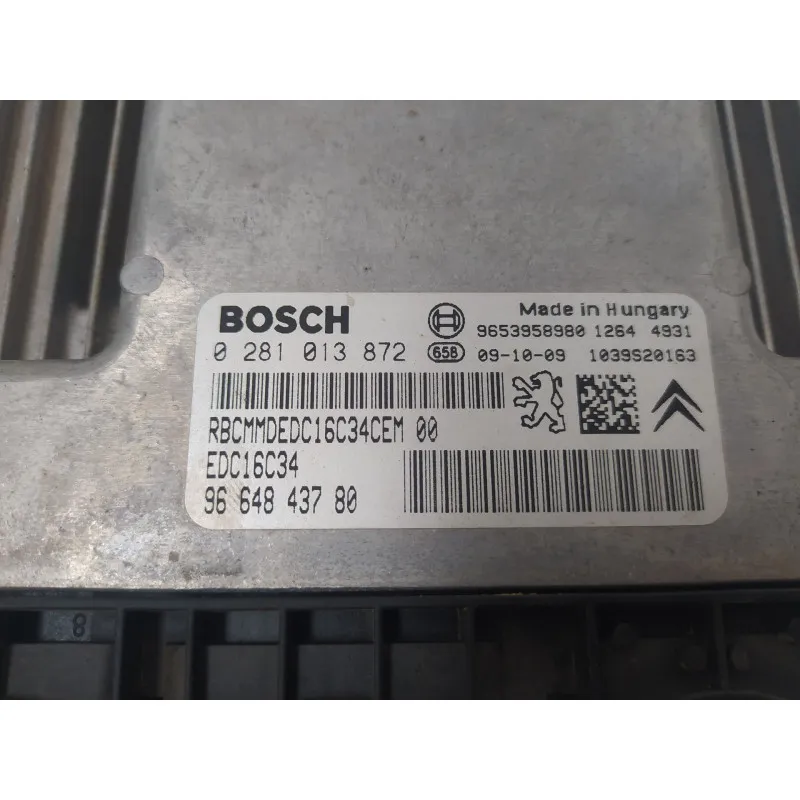 BOSCH
Made in Hungary
9653958980 1264 4931
0 281 013 872 658 09-10-09 1039S20163
RBCMMDEDC16C34CEM 00
EDC16C34
96 648 437 80
8